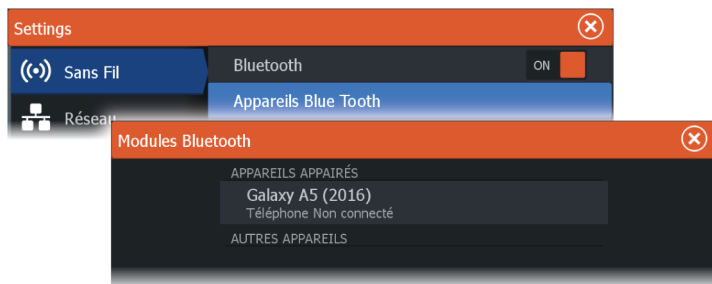 Settings
Sans Fil
Bluetooth
ON
Appareils Blue Tooth
Réseau
Modules Bluetooth
APPAREILS APPAIRÉS
Galaxy A5 (2016)
Téléphone Non connecté
AUTRES APPAREILS